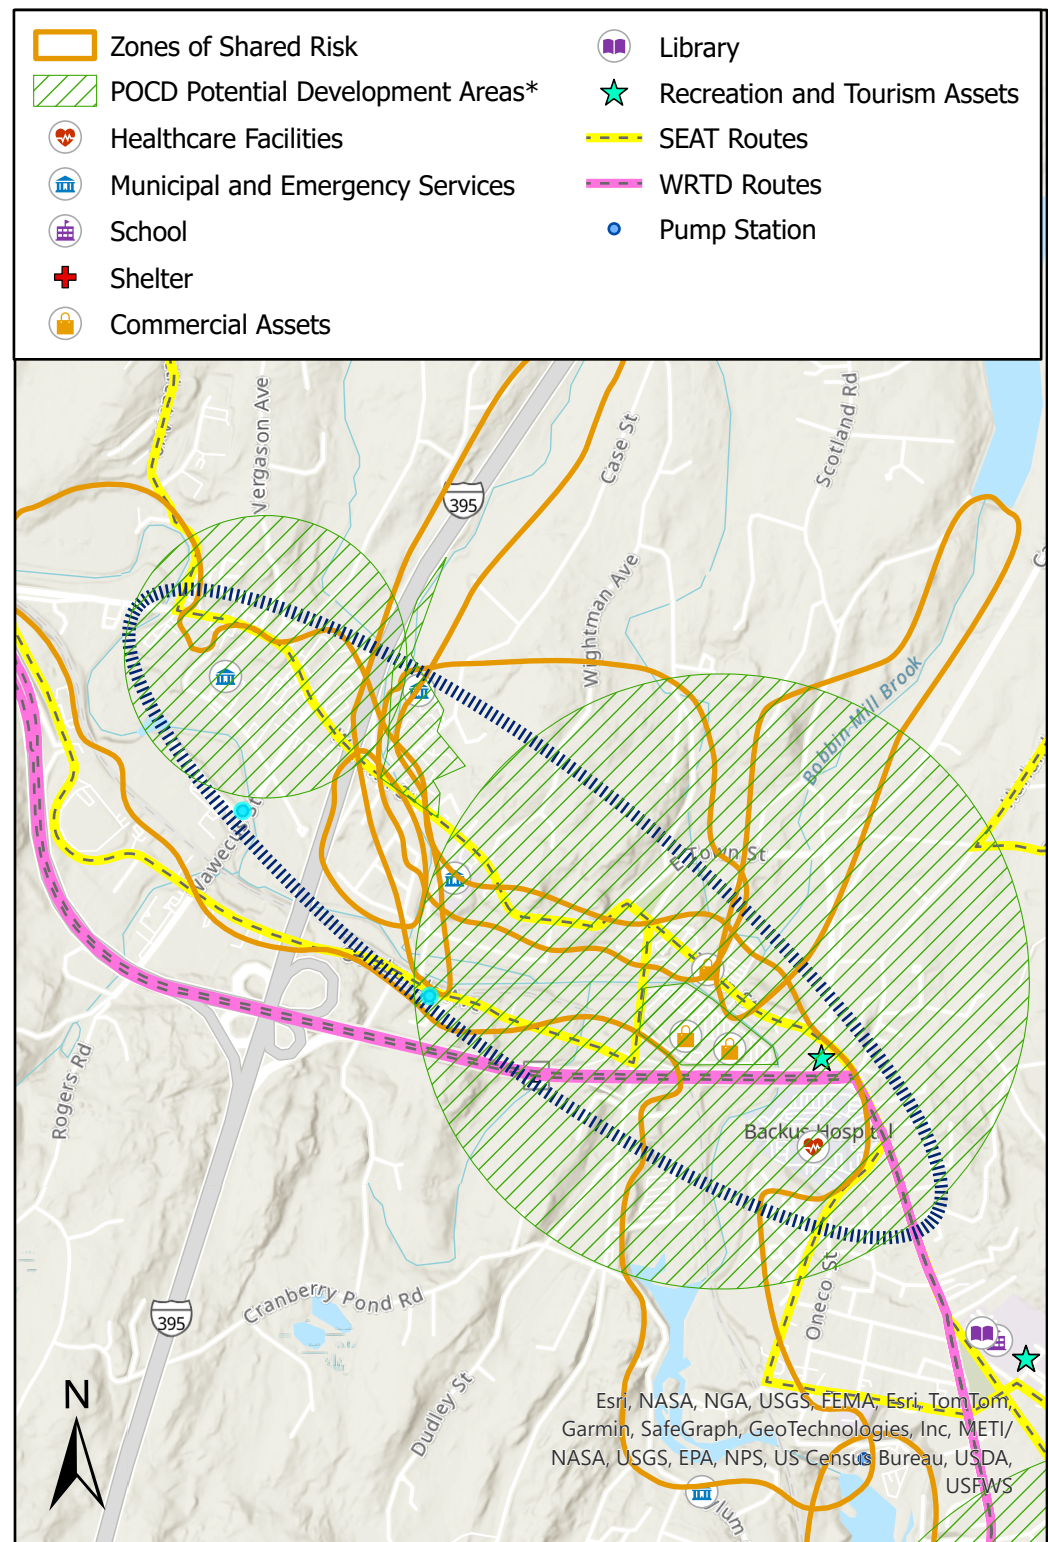 Zones of Shared Risk
POCD Potential Development Areas*
Healthcare Facilities
Municipal and Emergency Services
School
Shelter
Commercial Assets
Library
Recreation and Tourism Assets
SEAT Routes
WRTD Routes
Pump Station
Vergason Ave
395
Case St
Scotland Rd
Wightman Ave
Bobbin Mill Brook
Town St
Backus Hospital
Rogers Rd
Cranberry Pond Rd
395
Oneco St
Dudley St
N
Esri, NASA, NGA, USGS, FEMA, Esri, TomTom,
Garmin, SafeGraph, GeoTechnologies, Inc, METI/
NASA, USGS, EPA, NPS, US Census Bureau, USDA,
USFWS